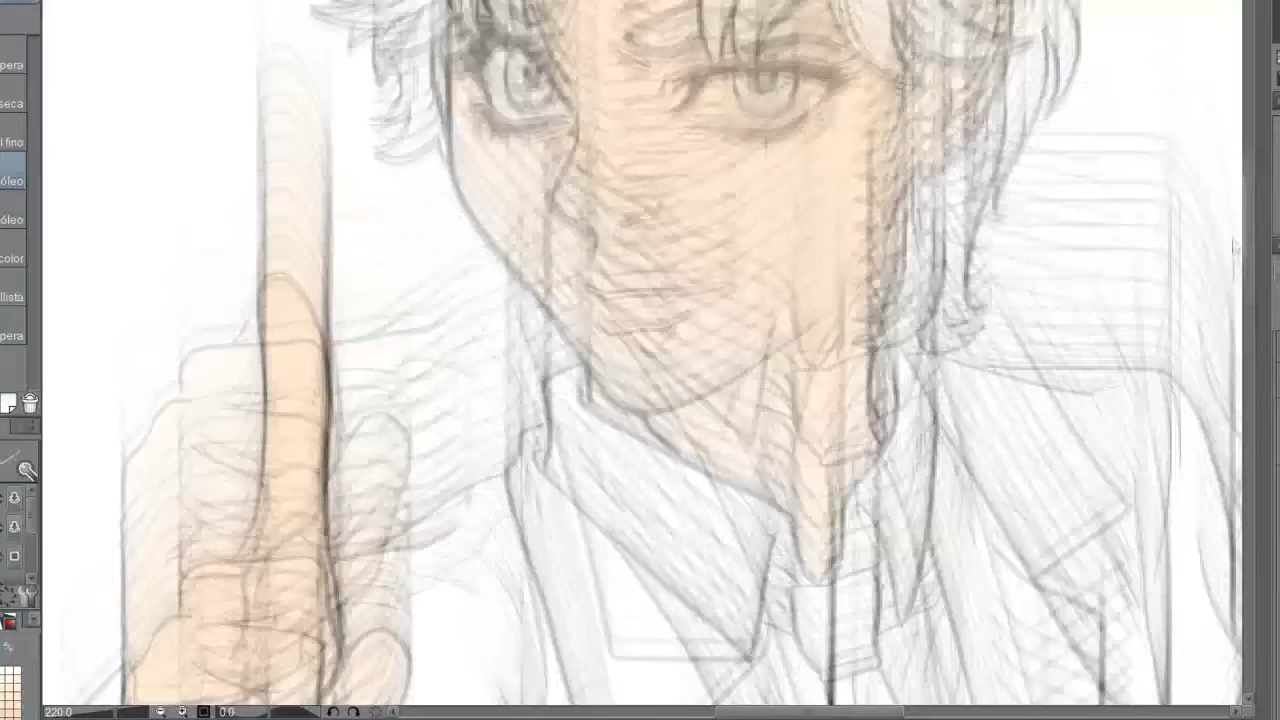 pera
seca
l fino
óleo
óleo
color
llista
pera
%
220.0
0.0